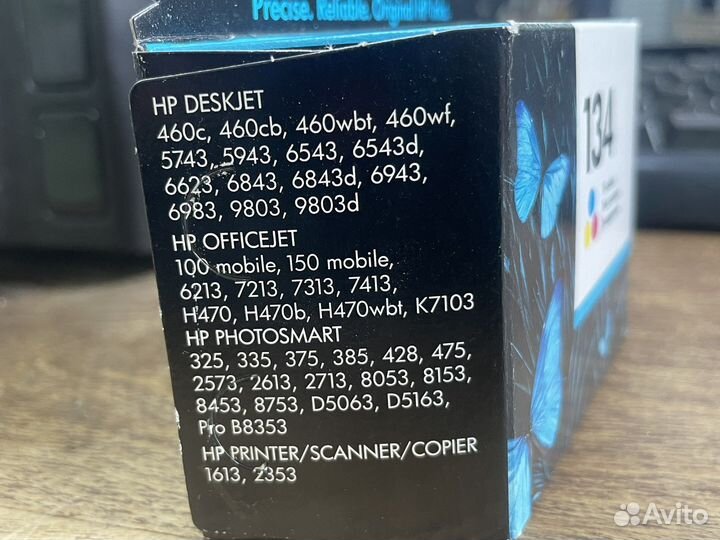 Precise. Reliable. Original HP inks.
HP DESKJET
460c, 460cb, 460wbt, 460wf,
5743, 5943, 6543, 6543d,
6623, 6843, 6843d, 6943,
6983, 9803, 9803d
HP OFFICEJET
100 mobile, 150 mobile,
6213, 7213, 7313, 7413,
H470, H470b, H470wbt, K7103
HP PHOTOSMART
325, 335, 375, 385, 428, 475,
2573, 2613, 2713, 8053, 8153,
8453, 8753, D5063, D5163,
Pro B8353
HP PRINTER/SCANNER/COPIER
1613, 2353
134
Avito